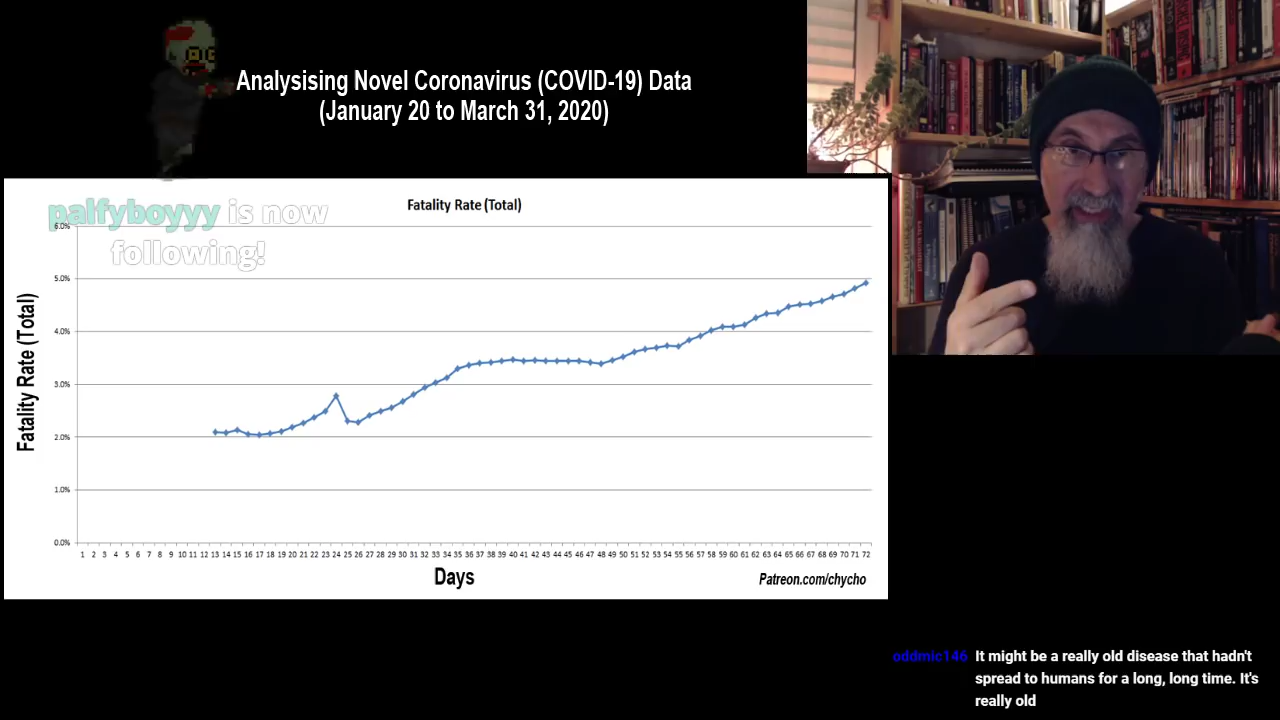 Analysising Novel Coronavirus (COVID-19) Data
(January 20 to March 31, 2020)
palfyboyyy is now
following!
Fatality Rate (Total)
Fatality Rate (Total)
6.0%
5.0%
4.0%
3.0%
2.0%
1.0%
0.0%
1 2 3 4 5 6 7 8 9 10 11 12 13 14 15 16 17 18 19 20 21 22 23 24 25 26 27 28 29 30 31 32 33 34 35 36 37 38 39 40 41 42 43 44 45 46 47 48 49 50 51 52 53 54 55 56 57 58 59 60 61 62 63 64 65 66 67 68 69 70 71 72
Days
Patreon.com/chycho
oddmic146 It might be a really old disease that hadn't
spread to humans for a long, long time. It's
really old